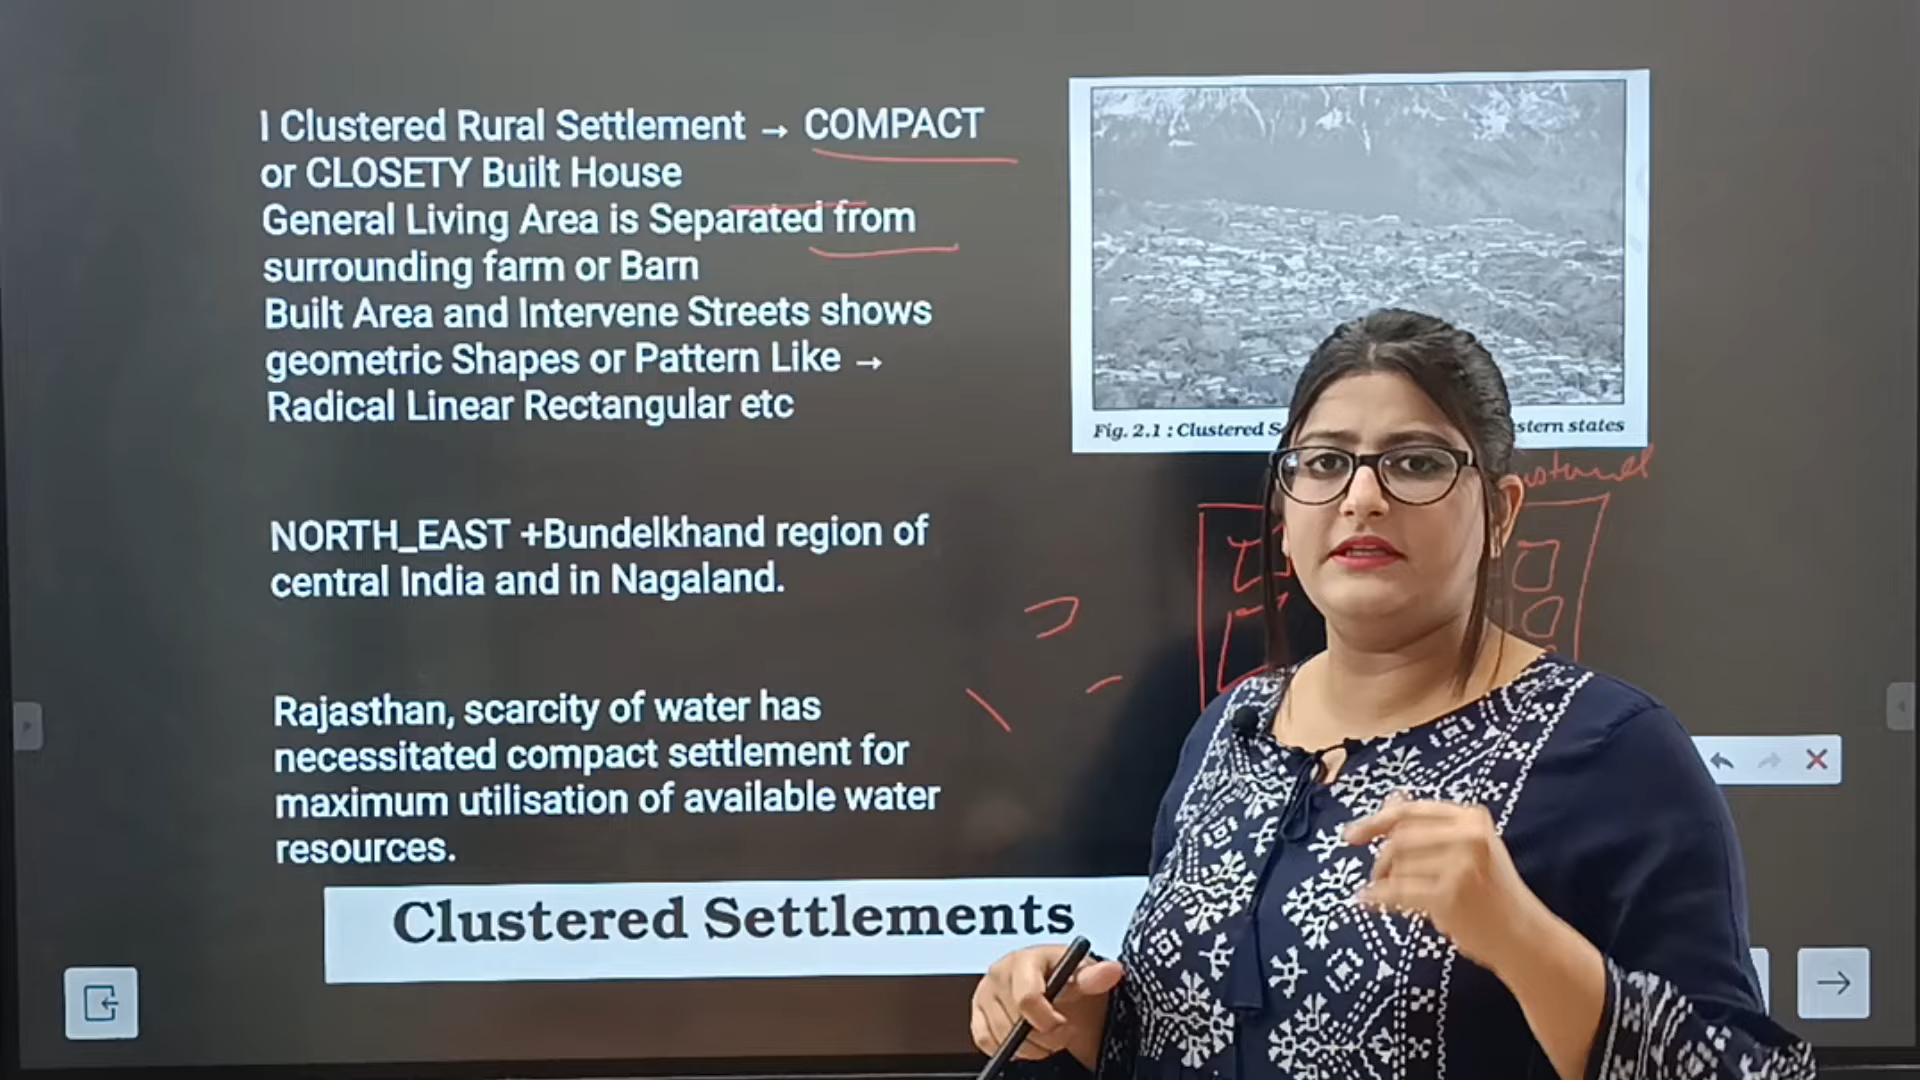 I Clustered Rural Settlement → COMPACT
or CLOSETY Built House
General Living Area is Separated from
surrounding farm or Barn
Built Area and Intervene Streets shows
geometric Shapes or Pattern Like →
Radical Linear Rectangular etc
NORTH_EAST +Bundelkhand region of
central India and in Nagaland.
Rajasthan, scarcity of water has
necessitated compact settlement for
maximum utilisation of available water
resources.
Fig. 2.1 : Clustered states
Clustered Settlements